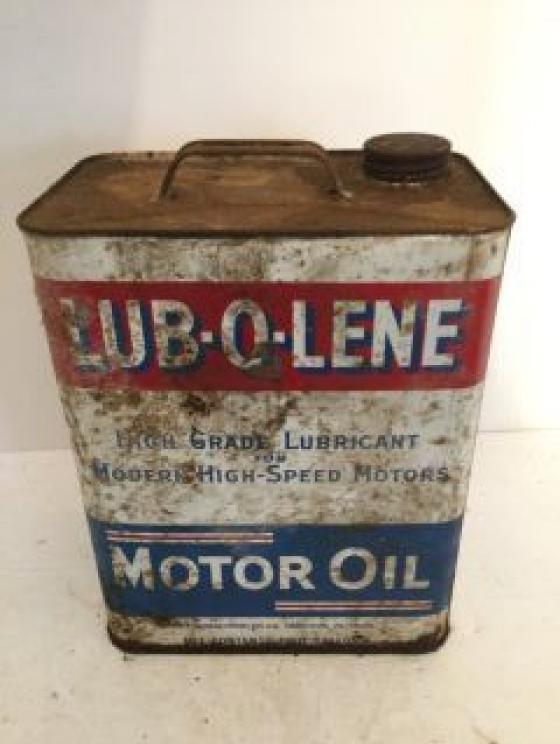 LUB·O·LENE
HIGH GRADE LUBRICANT
FOR
MODERN HIGH-SPEED MOTORS
MOTOR OIL